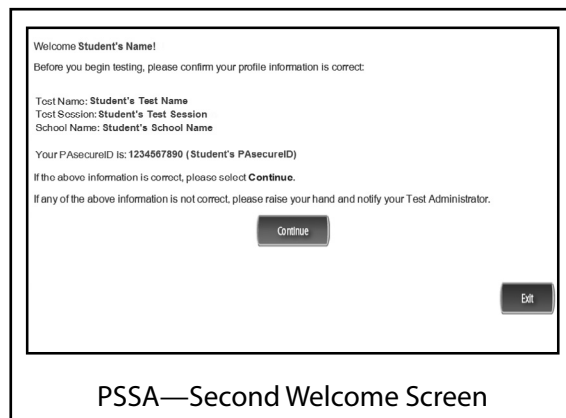 Welcome Student's Name!
Before you begin testing, please confirm your profile information is correct:
Test Name: Student's Test Name
Test Session: Student's Test Session
School Name: Student's School Name
Your PAsecureID is: 1234567890 (Student's PAsecureID)
If the above information is correct, please select Continue.
If any of the above information is not correct, please raise your hand and notify your Test Administrator.
Continue
Exit
PSSA—Second Welcome Screen